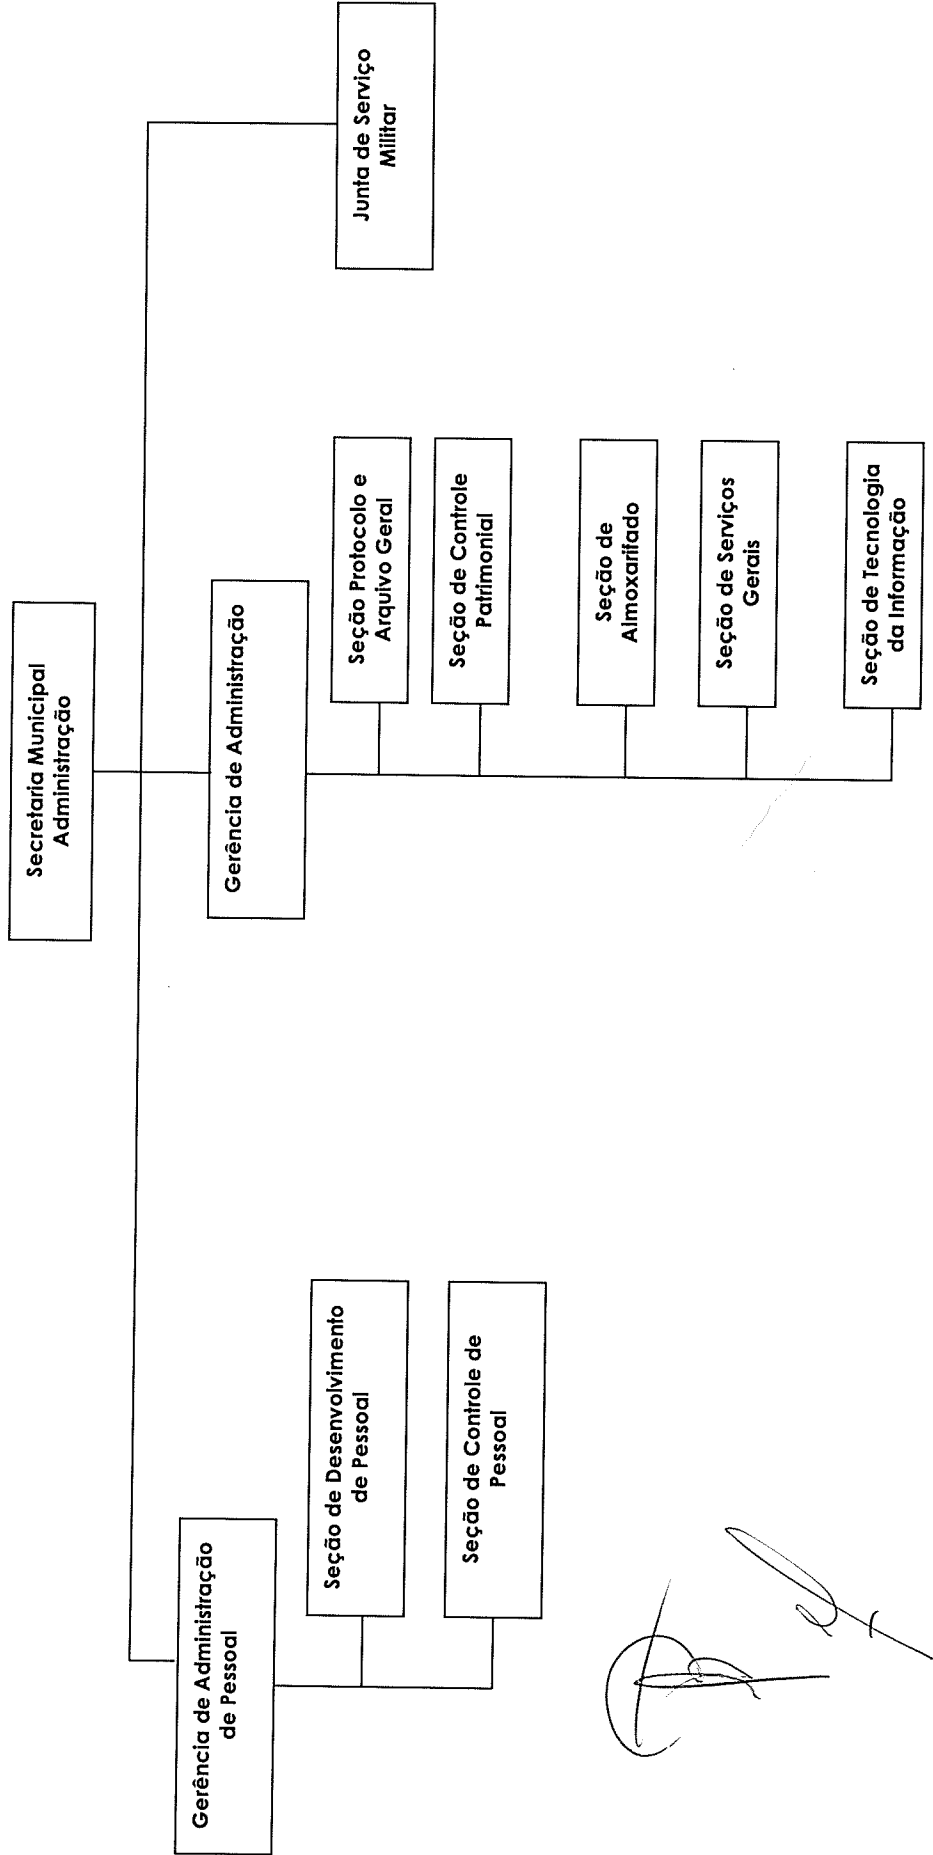 Secretaria Municipal
Administração
Gerência de Administração
de Pessoal
Seção de Desenvolvimento
de Pessoal
Seção de Controle de
Pessoal
Gerência de Administração
Seção Protocolo e
Arquivo Geral
Seção de Controle
Patrimonial
Seção de
Almoxarifado
Seção de Serviços
Gerais
Seção de Tecnologia
da Informação
Junta de Serviço
Militar